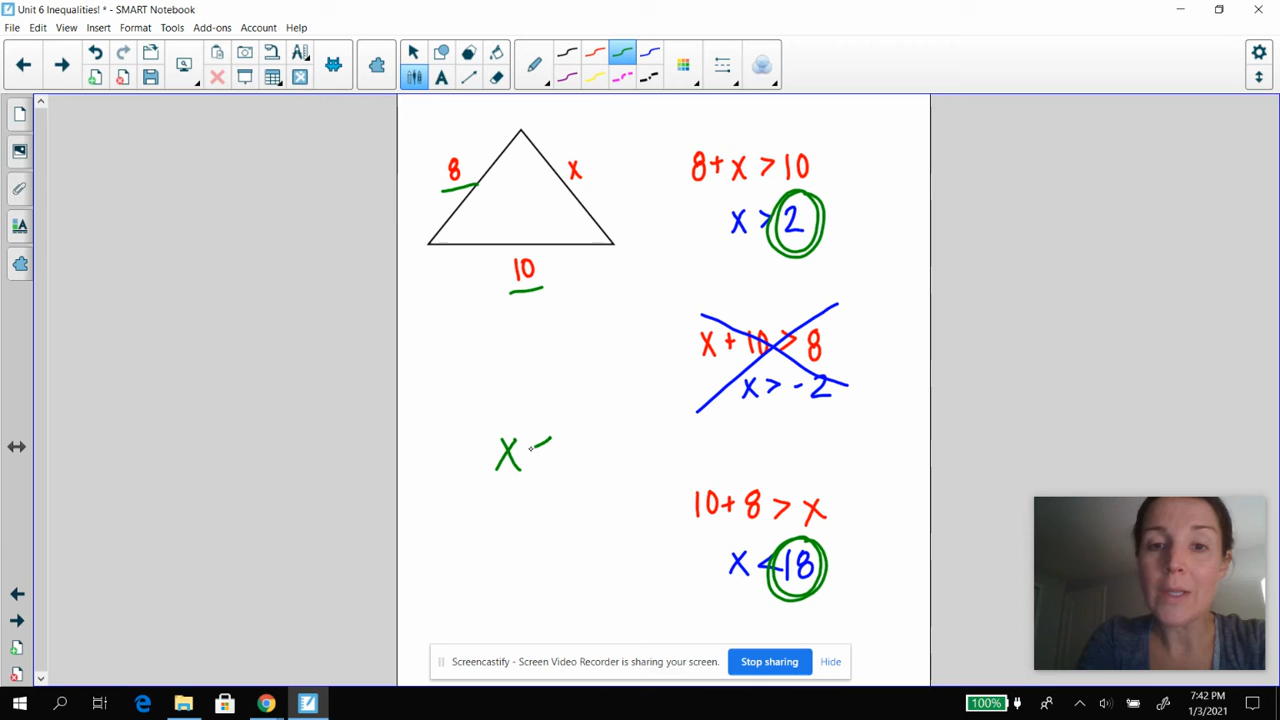 Unit 6 Inequalities! * - SMART Notebook
File Edit View Insert Format Tools Add-ons Account Help
8
x
10
8 + x > 10
x > 2
x + 10 > 8
x > -2
x
10 + 8 > x
x < 18
Screencastify - Screen Video Recorder is sharing your screen.
Stop sharing
Hide
100%
7:42 PM
1/3/2021